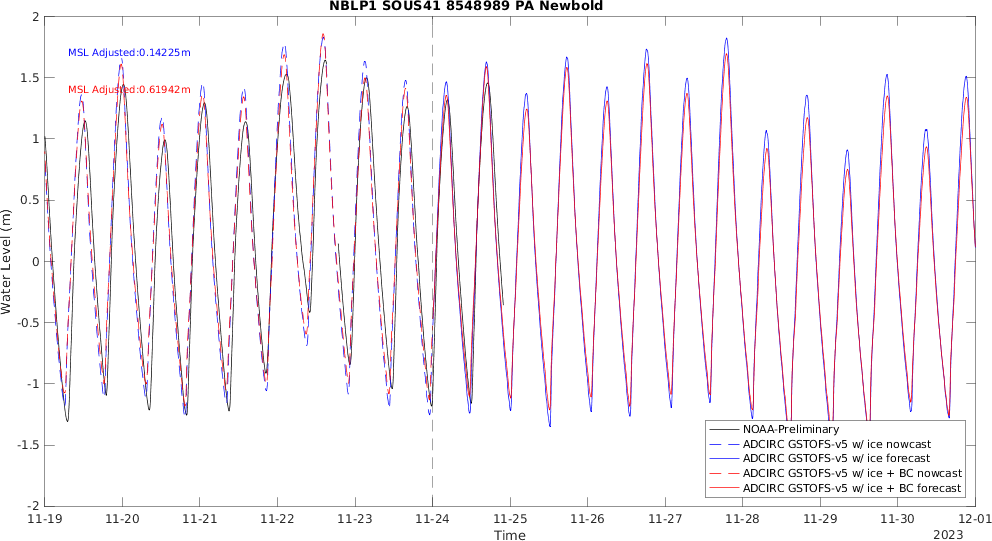 NBLP1 SOUS41 8548989 PA Newbold
MSL Adjusted:0.14225m
MSL Adjusted:0.61942m
Water Level (m)
2
1.5
1
0.5
0
-0.5
-1
-1.5
-2
NOAA-Preliminary
ADCIRC GSTOFS-v5 w/ ice nowcast
ADCIRC GSTOFS-v5 w/ ice forecast
ADCIRC GSTOFS-v5 w/ ice + BC nowcast
ADCIRC GSTOFS-v5 w/ ice + BC forecast
11-19 11-20 11-21 11-22 11-23 11-24 11-25 11-26 11-27 11-28 11-29 11-30 12-01
Time
2023